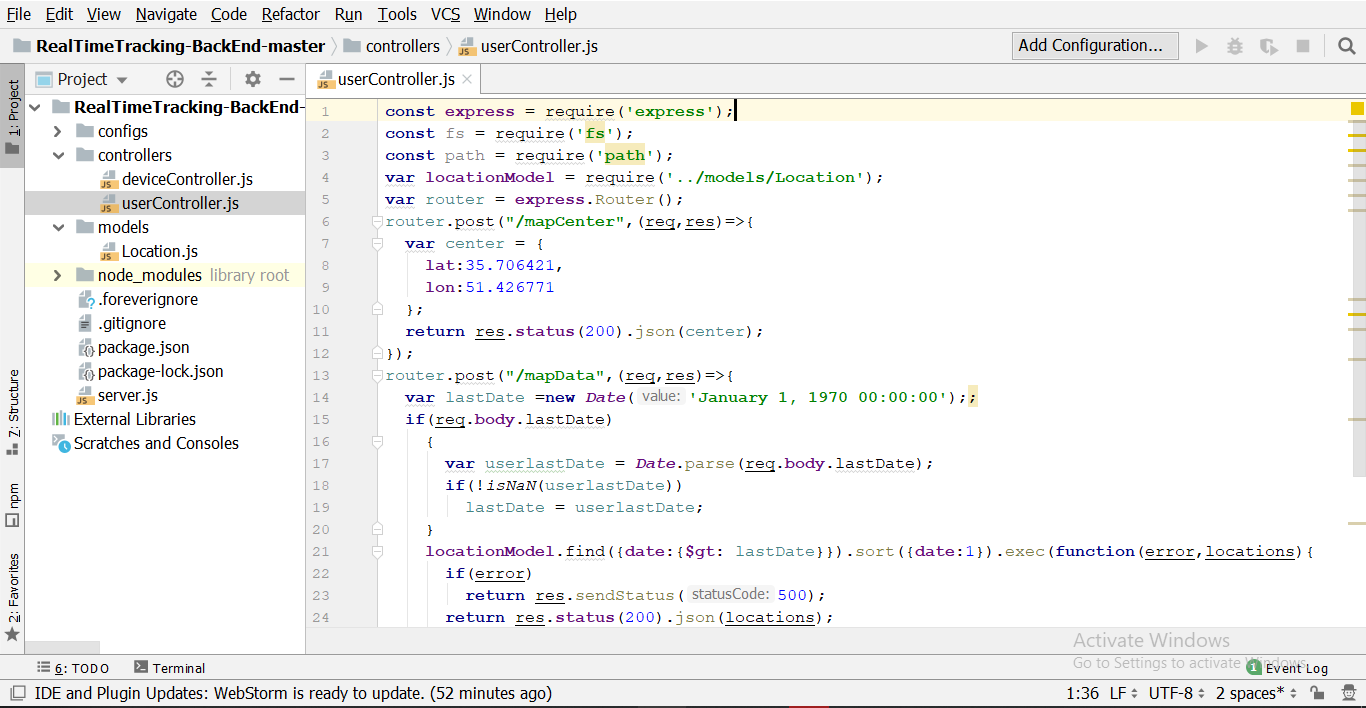 File Edit View Navigate Code Refactor Run Tools VCS Window Help
RealTimeTracking-BackEnd-master controllers userController.js Add Configuration...
1: Project
Project
RealTimeTracking-BackEnd-
configs
controllers
deviceController.js
userController.js
models
Location.js
node_modules library root
.foreverignore
.gitignore
package.json
package-lock.json
server.js
External Libraries
Scratches and Consoles
7: Structure
npm
2: Favorites
userController.js
1 const express = require('express');
2 const fs = require('fs');
3 const path = require('path');
4 var locationModel = require('../models/Location');
5 var router = express.Router();
6 router.post("/mapCenter",(req,res)=>{
7 var center = {
8 lat:35.706421,
9 lon:51.426771
10 };
11 return res.status(200).json(center);
12 });
13 router.post("/mapData",(req,res)=>{
14 var lastDate =new Date( value: 'January 1, 1970 00:00:00');;
15 if(req.body.lastDate)
16 {
17 var userlastDate = Date.parse(req.body.lastDate);
18 if(!isNaN(userlastDate))
19 lastDate = userlastDate;
20 }
21 locationModel.find({date:{$gt: lastDate}}).sort({date:1}).exec(function(error,locations){
22 if(error)
23 return res.sendStatus( statusCode: 500);
24 return res.status(200).json(locations);
Activate Windows
Go to Settings to activate Windows.
6: TODO Terminal 1 Event Log
IDE and Plugin Updates: WebStorm is ready to update. (52 minutes ago) 1:36 LF UTF-8 2 spaces*